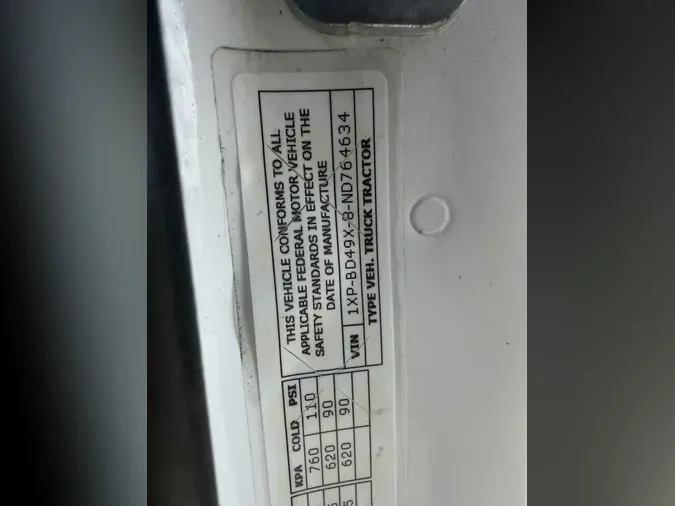 THIS VEHICLE CONFORMS TO ALL
APPLICABLE FEDERAL MOTOR VEHICLE
SAFETY STANDARDS IN EFFECT ON THE
DATE OF MANUFACTURE
VIN 1XP-BD49X-8-ND764634
TYPE VEH. TRUCK TRACTOR
KPA COLD PSI
760 110
620 90
620 90